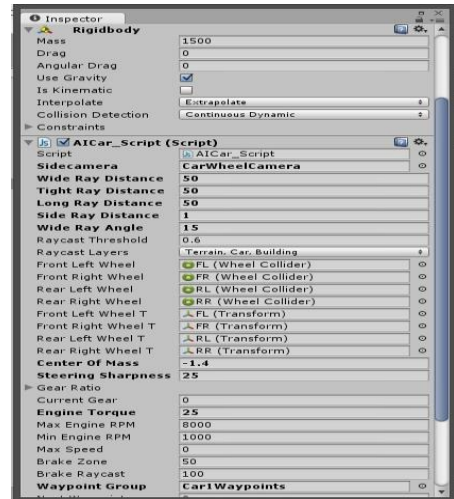 Inspector
Rigidbody
Mass 1500
Drag 0
Angular Drag 0
Use Gravity
Is Kinematic
Interpolate Extrapolate
Collision Detection Continuous Dynamic
Constraints
AICar_Script (Script)
Script AICar_Script
Sidecamera CarWheelCamera
Wide Ray Distance 50
Tight Ray Distance 50
Long Ray Distance 50
Side Ray Distance 1
Wide Ray Angle 15
Raycast Threshold 0.6
Raycast Layers Terrain, Car, Building
Front Left Wheel FL (Wheel Collider)
Front Right Wheel FR (Wheel Collider)
Rear Left Wheel RL (Wheel Collider)
Rear Right Wheel RR (Wheel Collider)
Front Left Wheel T FL (Transform)
Front Right Wheel T FR (Transform)
Rear Left Wheel T RL (Transform)
Rear Right Wheel T RR (Transform)
Center Of Mass -1.4
Steering Sharpness 25
Gear Ratio
Current Gear 0
Engine Torque 25
Max Engine RPM 8000
Min Engine RPM 1000
Max Speed 0
Brake Zone 50
Brake Raycast 100
Waypoint Group Car1Waypoints